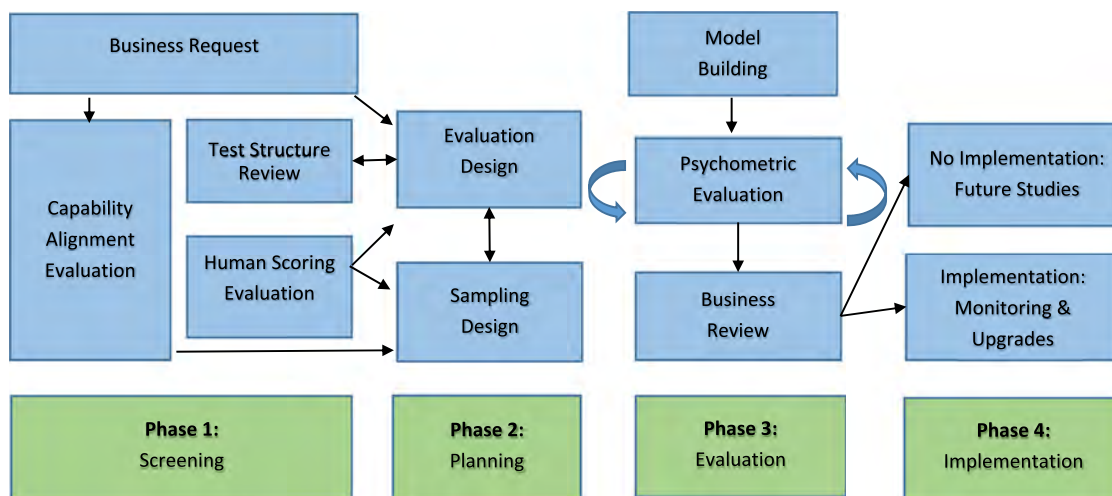 Business Request
Capability
Alignment
Evaluation
Test Structure
Review
Human Scoring
Evaluation
Evaluation
Design
Sampling
Design
Model
Building
Psychometric
Evaluation
Business
Review
No Implementation:
Future Studies
Implementation:
Monitoring &
Upgrades
Phase 1:
Screening
Phase 2:
Planning
Phase 3:
Evaluation
Phase 4:
Implementation